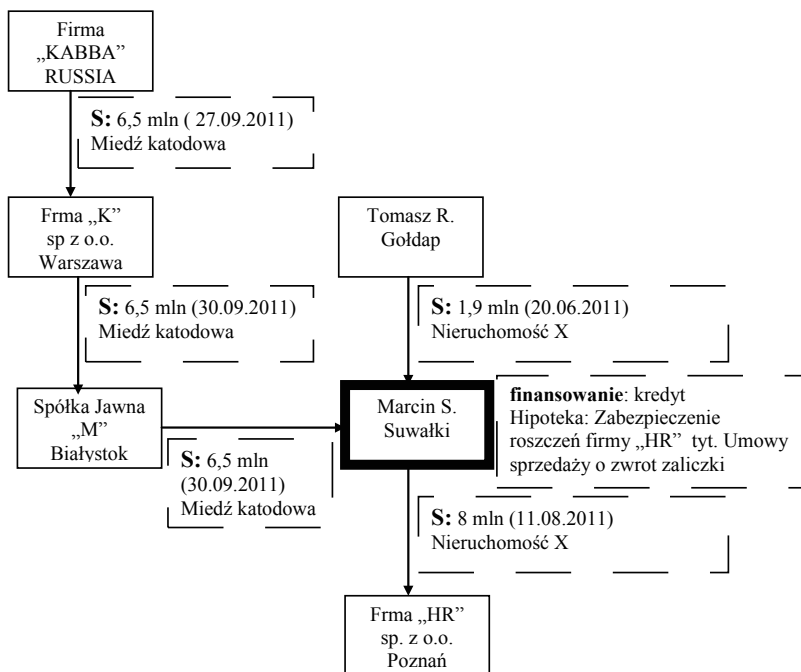 Firma
„KABBA”
RUSSIA
S: 6,5 mln ( 27.09.2011)
Miedź katodowa
Frma „K”
sp z o.o.
Warszawa
Tomasz R.
Gołdap
S: 6,5 mln (30.09.2011)
Miedź katodowa
S: 1,9 mln (20.06.2011)
Nieruchomość X
Spółka Jawna
„M”
Białystok
Marcin S.
Suwałki
finansowanie: kredyt
Hipoteka: Zabezpieczenie
roszczeń firmy „HR” tyt. Umowy
sprzedaży o zwrot zaliczki
S: 6,5 mln
(30.09.2011)
Miedź katodowa
S: 8 mln (11.08.2011)
Nieruchomość X
Frma „HR”
sp. z o.o.
Poznań